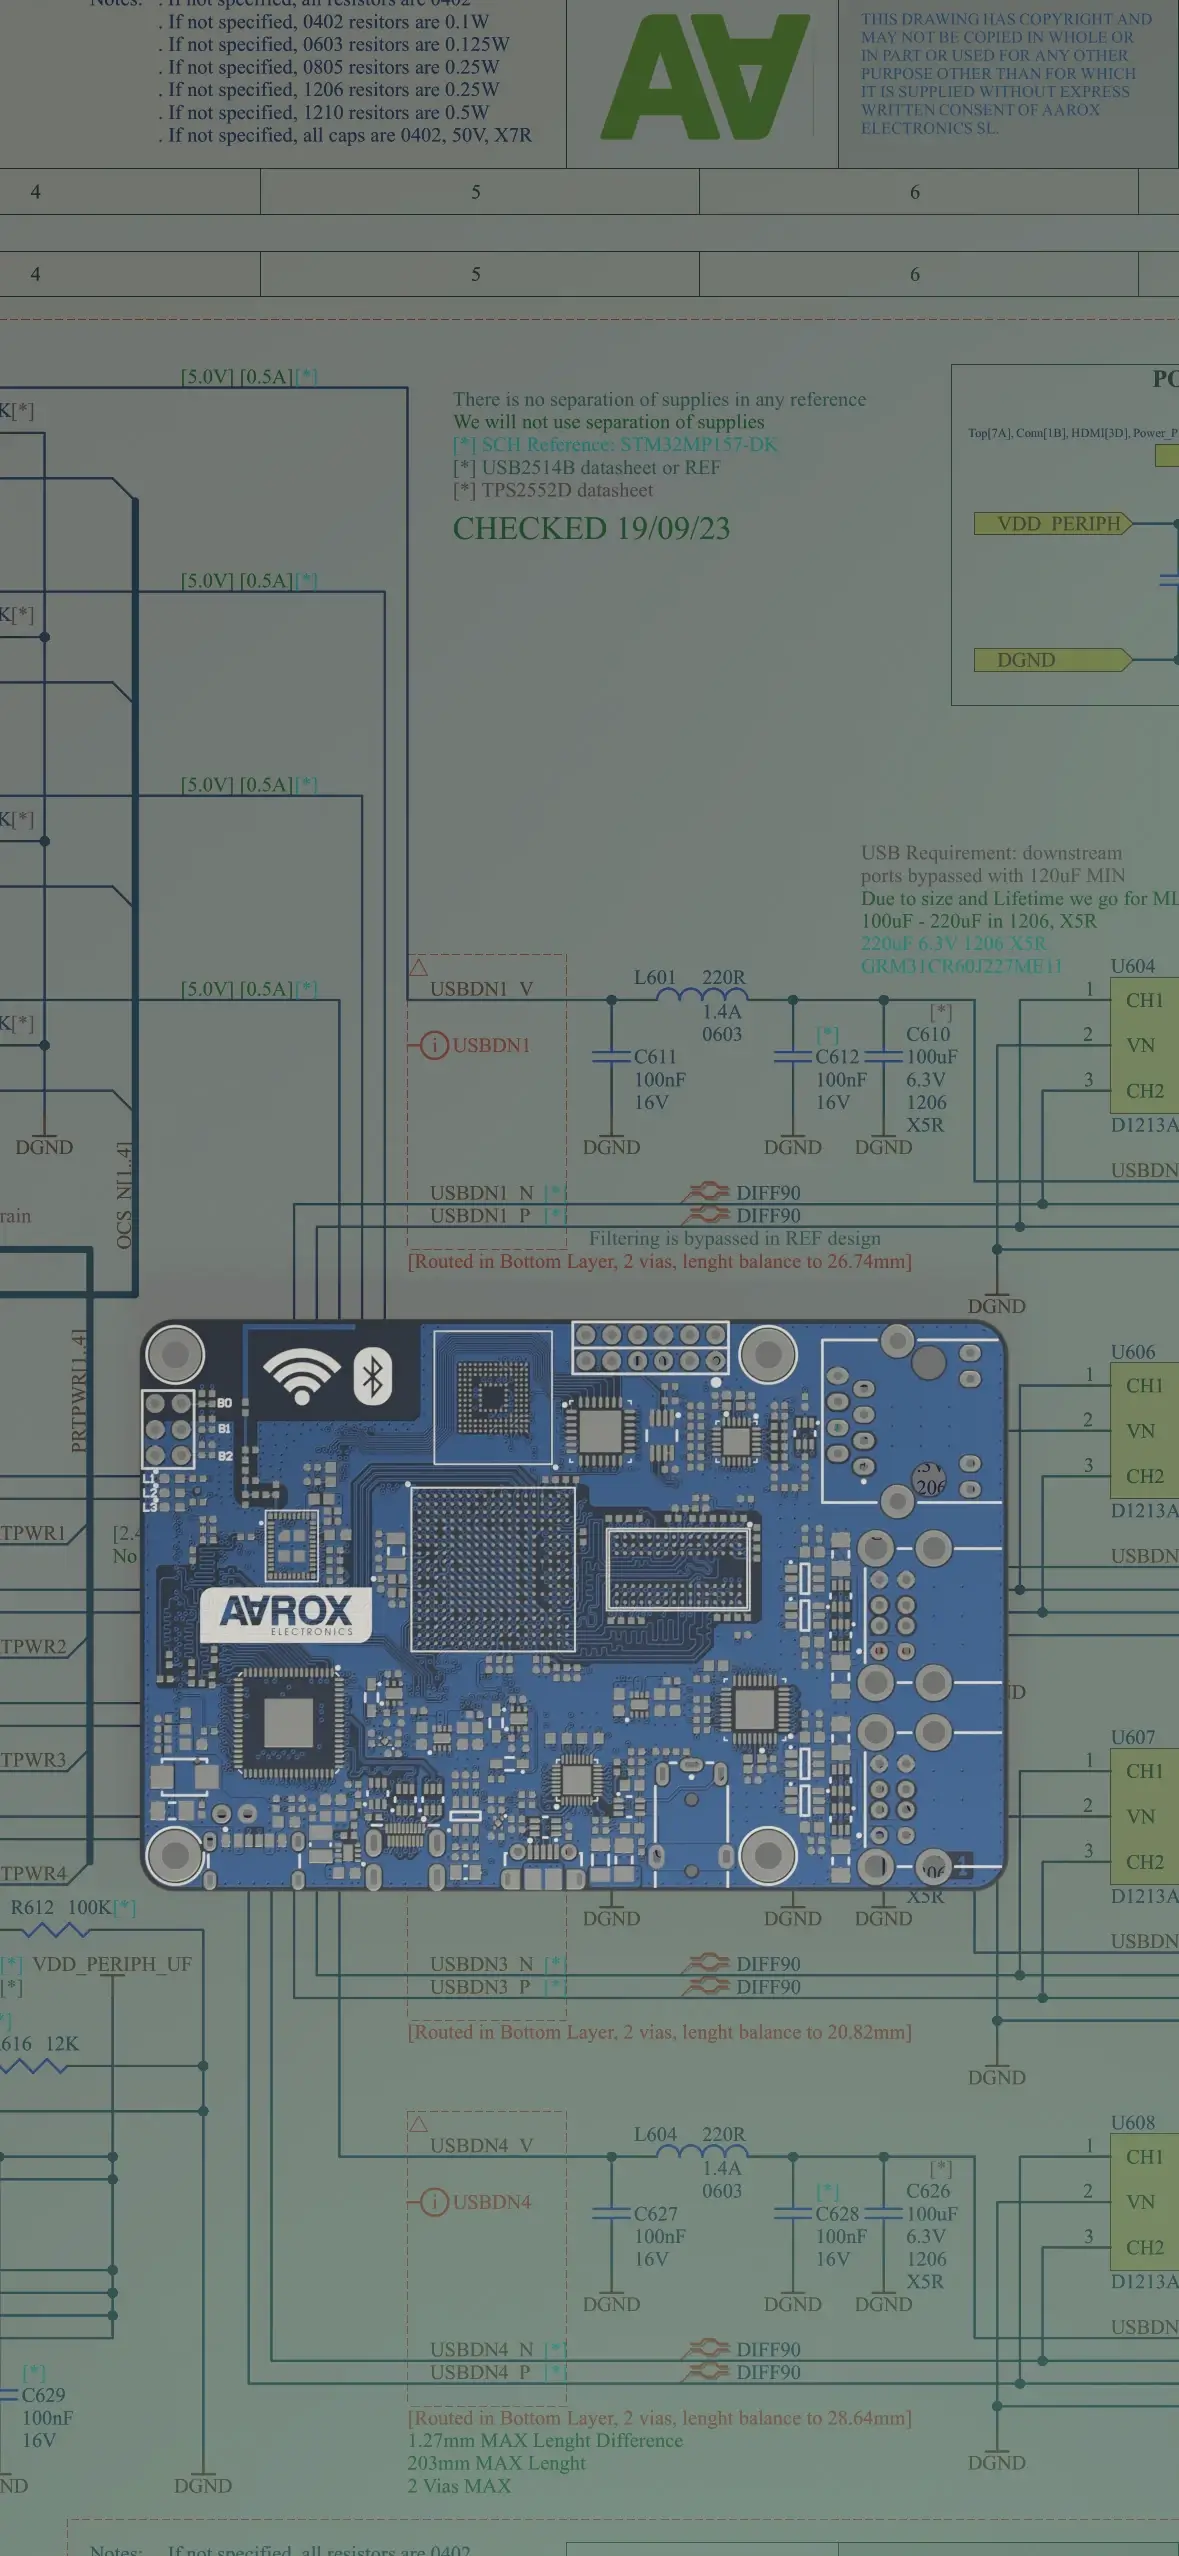 Notes: . If not specified, all resistors are 0402
. If not specified, 0402 resitors are 0.1W
. If not specified, 0603 resitors are 0.125W
. If not specified, 0805 resitors are 0.25W
. If not specified, 1206 resitors are 0.25W
. If not specified, 1210 resitors are 0.5W
. If not specified, all caps are 0402, 50V, X7R
THIS DRAWING HAS COPYRIGHT AND
MAY NOT BE COPIED IN WHOLE OR
IN PART OR USED FOR ANY OTHER
PURPOSE OTHER THAN FOR WHICH
IT IS SUPPLIED WITHOUT EXPRESS
WRITTEN CONSENT OF AAROX
ELECTRONICS SL.
4 5 6
4 5 6
[5.0V] [0.5A][*]
K[*]
There is no separation of supplies in any reference
We will not use separation of supplies
[*] SCH Reference: STM32MP157-DK
[*] USB2514B datasheet or REF
[*] TPS2552D datasheet
CHECKED 19/09/23
PO
Top[7A], Conn[1B], HDMI[3D], Power_P
VDD_PERIPH
DGND
[5.0V] [0.5A][*]
K[*]
[5.0V] [0.5A][*]
K[*]
USB Requirement: downstream
ports bypassed with 120uF MIN
Due to size and Lifetime we go for ML
100uF - 220uF in 1206, X5R
220uF 6.3V 1206 X5R
GRM31CR60J227ME11
[5.0V] [0.5A][*]
K[*]
DGND
OCS_N[1..4]
rain
USBDN1_V
USBDN1
L601 220R
1.4A
0603
C611
100nF
16V
DGND
[*]
C612
100nF
16V
DGND
[*]
C610
100uF
6.3V
1206
X5R
DGND
U604
1 CH1
2 VN
3 CH2
D1213A
USBDN
USBDN1_N [*] DIFF90
USBDN1_P [*] DIFF90
Filtering is bypassed in REF design
[Routed in Bottom Layer, 2 vias, lenght balance to 26.74mm]
DGND
PRTPWR[1..4]
B0
B1
B2
AAROX
ELECTRONICS
U606
1 CH1
2 VN
3 CH2
D1213A
USBDN
TPWR1
[2.4
No
TPWR2
TPWR3
TPWR4
U607
1 CH1
2 VN
3 CH2
D1213A
USBDN
R612 100K[*]
[*] VDD_PERIPH_UF
[*]
616 12K
X5R
DGND DGND DGND
USBDN3_N [*] DIFF90
USBDN3_P [*] DIFF90
[Routed in Bottom Layer, 2 vias, lenght balance to 20.82mm]
DGND
USBDN4_V
USBDN4
L604 220R
1.4A
0603
C627
100nF
16V
DGND
[*]
C628
100nF
16V
DGND
[*]
C626
100uF
6.3V
1206
X5R
DGND
U608
1 CH1
2 VN
3 CH2
D1213A
USBDN
USBDN4_N [*] DIFF90
USBDN4_P [*] DIFF90
[Routed in Bottom Layer, 2 vias, lenght balance to 28.64mm]
1.27mm MAX Lenght Difference
203mm MAX Lenght
2 Vias MAX
[*]
C629
100nF
16V
ND
DGND
DGND
Notes: . If not specified, all resistors are 0402